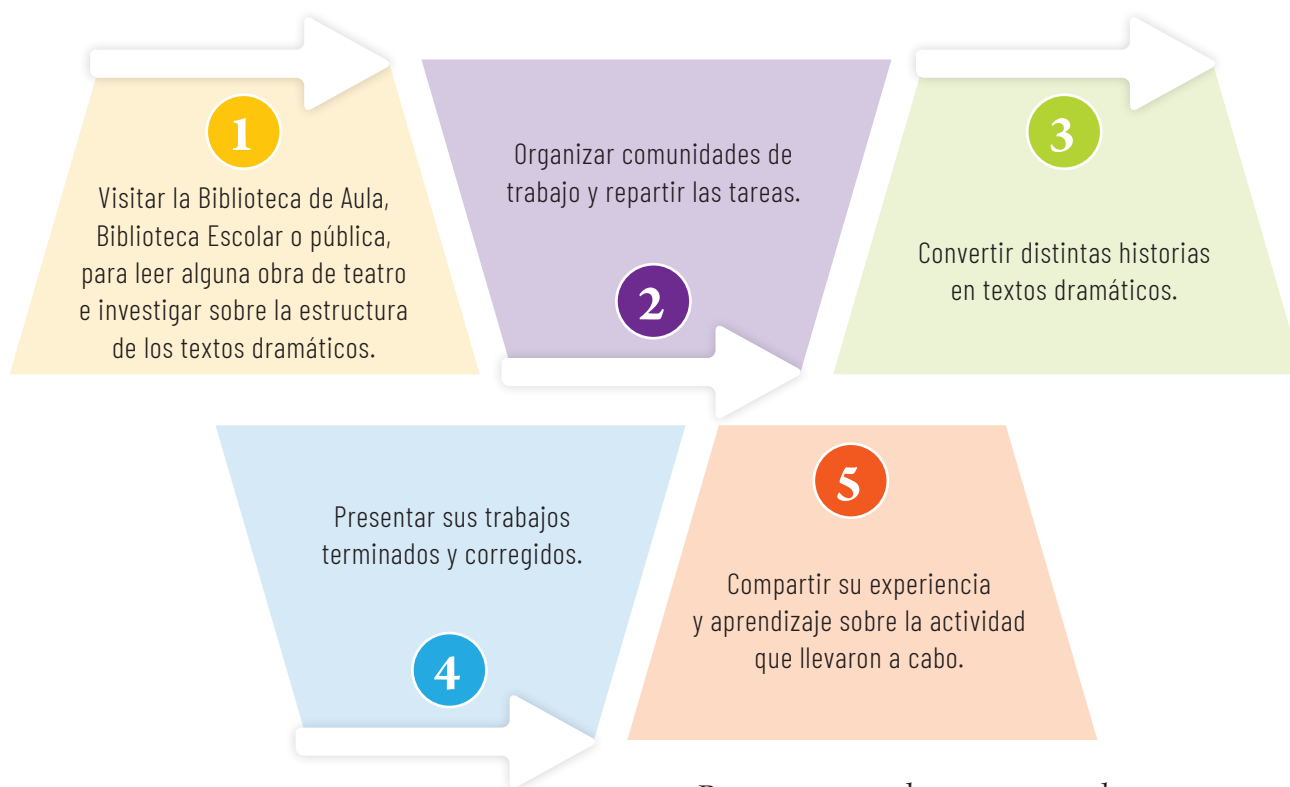 1
Visitar la Biblioteca de Aula,
Biblioteca Escolar o pública,
para leer alguna obra de teatro
e investigar sobre la estructura
de los textos dramáticos.
Organizar comunidades de
trabajo y repartir las tareas.
2
3
Convertir distintas historias
en textos dramáticos.
Presentar sus trabajos
terminados y corregidos.
4
5
Compartir su experiencia
y aprendizaje sobre la actividad
que llevaron a cabo.